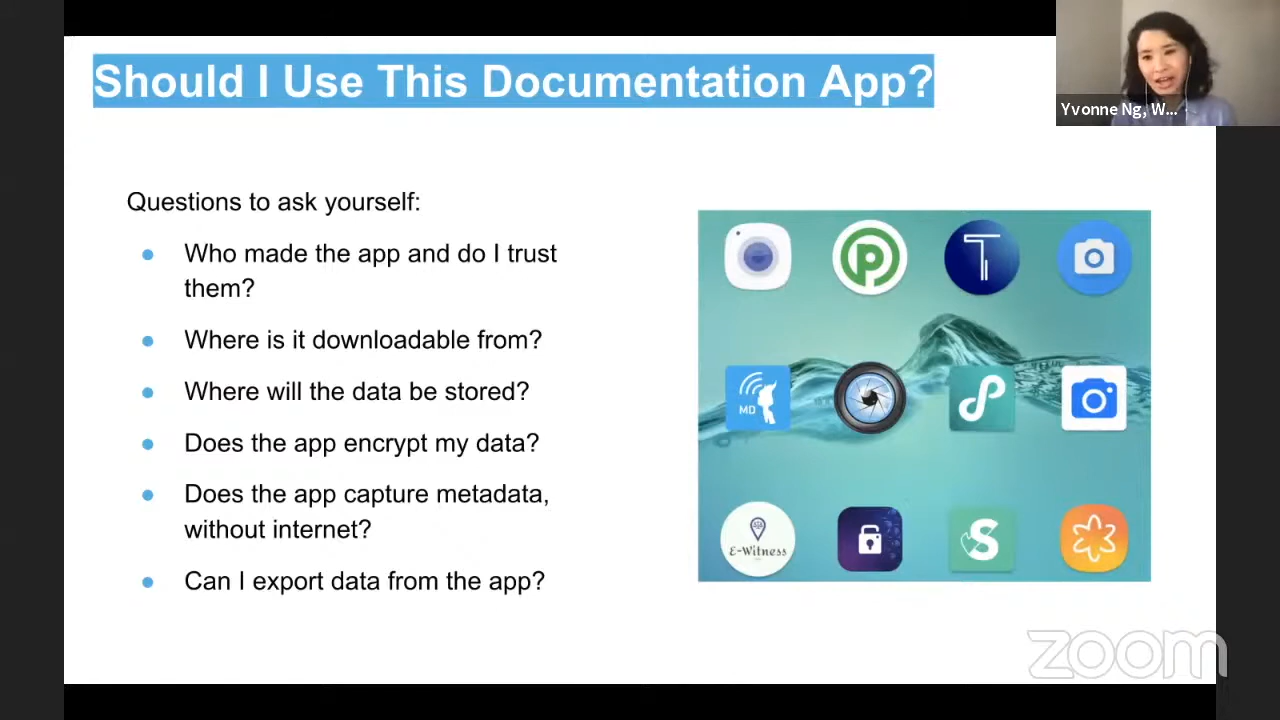 Should I Use This Documentation App?
Yvonne Ng, W...
Questions to ask yourself:
● Who made the app and do I trust
them?
● Where is it downloadable from?
● Where will the data be stored?
● Does the app encrypt my data?
● Does the app capture metadata,
without internet?
● Can I export data from the app?
P
T
MD
E-Witness
S
zoom